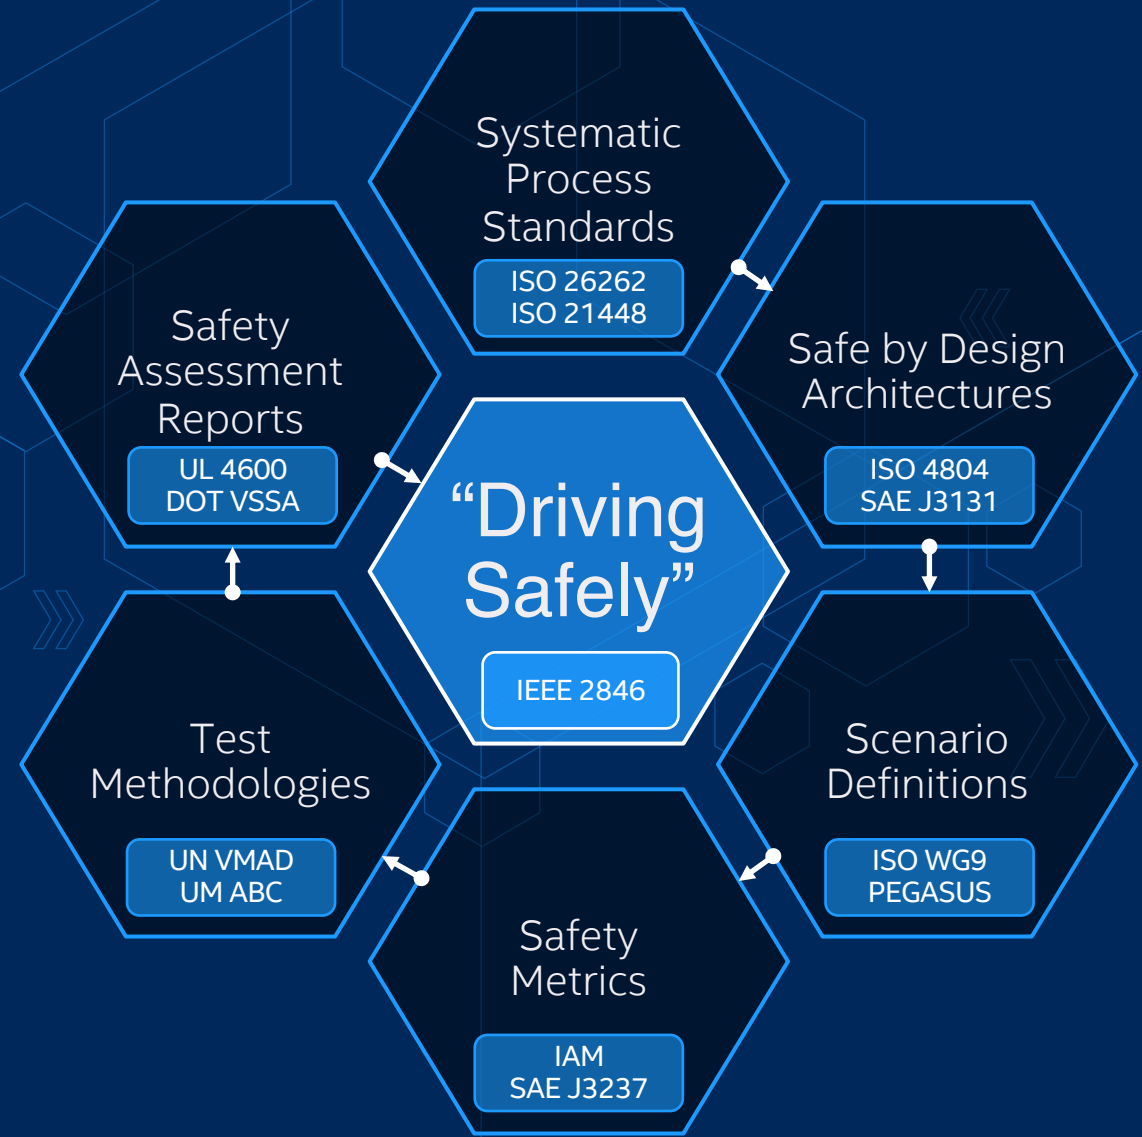 Systematic
Process
Standards
ISO 26262
ISO 21448
Safe by Design
Architectures
ISO 4804
SAE J3131
Scenario
Definitions
ISO WG9
PEGASUS
Safety
Metrics
IAM
SAE J3237
Test
Methodologies
UN VMAD
UM ABC
Safety
Assessment
Reports
UL 4600
DOT VSSA
“Driving
Safely”
IEEE 2846